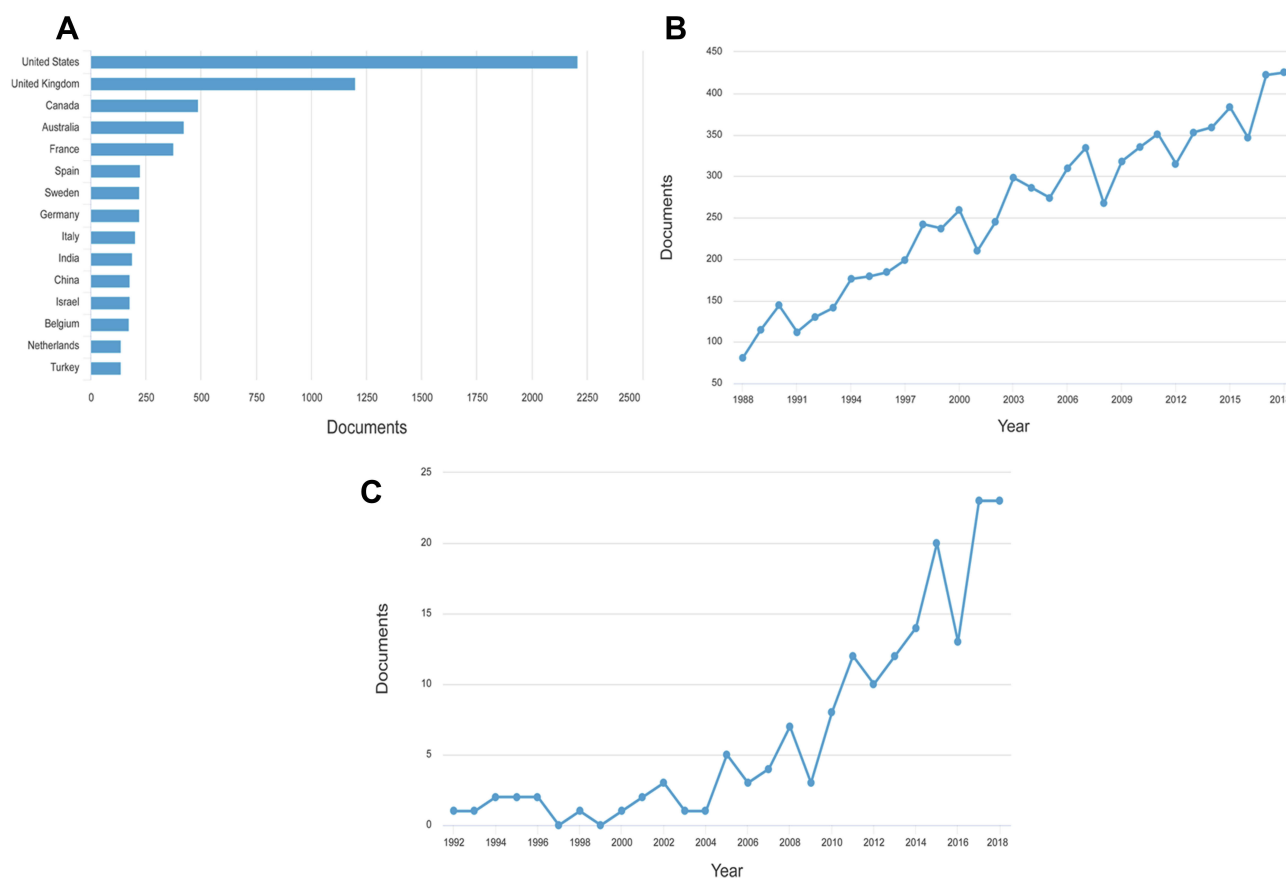 A
United States
United Kingdom
Canada
Australia
France
Spain
Sweden
Germany
Italy
India
China
Israel
Belgium
Netherlands
Turkey
0 250 500 750 1000 1250 1500 1750 2000 2250 2500
Documents
B
450
400
350
300
250
200
150
100
50
Documents
1988 1991 1994 1997 2000 2003 2006 2009 2012 2015 201
Year
C
25
20
15
10
5
0
Documents
1992 1994 1996 1998 2000 2002 2004 2006 2008 2010 2012 2014 2016 2018
Year